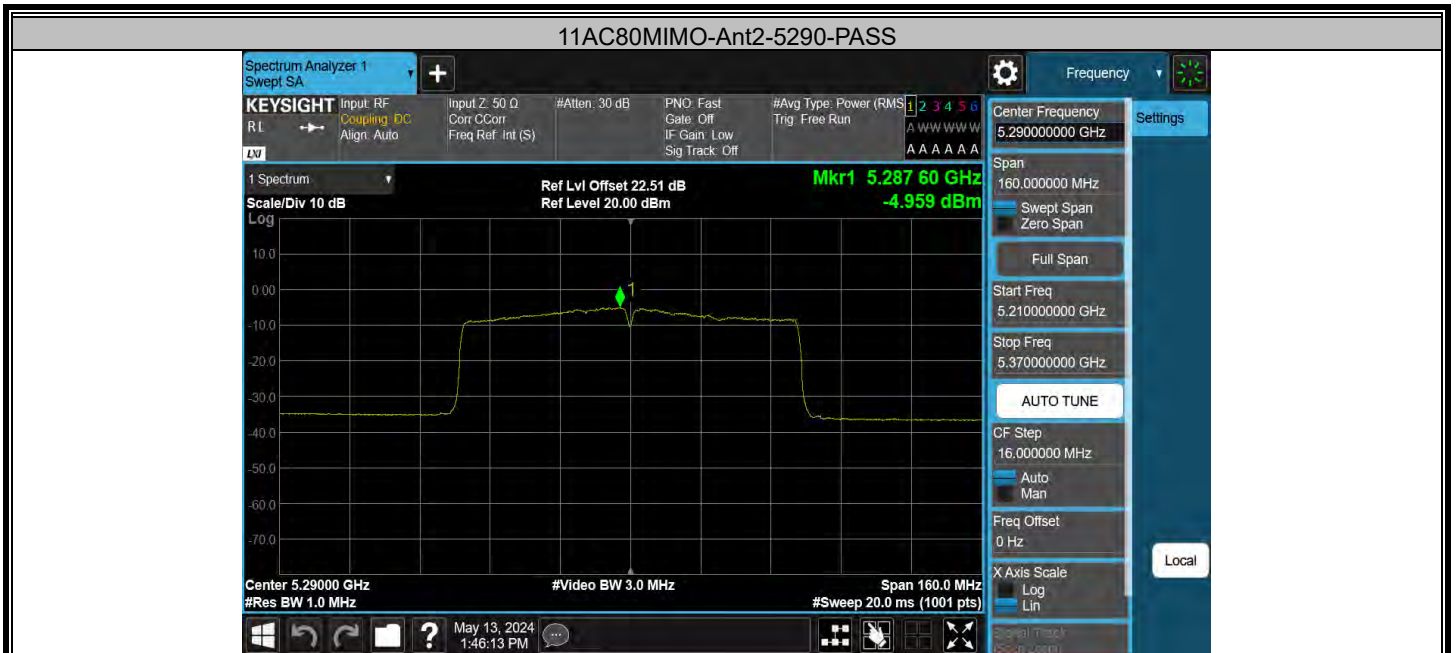 11AC80MIMO-Ant2-5290-PASS
Spectrum Analyzer 1
Swept SA
+
Frequency
KEYSIGHT
RL
LXI
Input: RF
Coupling: DC
Align: Auto
Input Z: 50 Ω
Corr CCorr
Freq Ref: Int (S)
#Atten: 30 dB
PNO: Fast
Gate: Off
IF Gain: Low
Sig Track: Off
#Avg Type: Power (RMS
Trig: Free Run
1 2 3 4 5 6
A W W W W W
A A A A A A
Center Frequency
5.290000000 GHz
Settings
1 Spectrum
Scale/Div 10 dB
Log
Ref Lvl Offset 22.51 dB
Ref Level 20.00 dBm
Mkr1 5.287 60 GHz
-4.959 dBm
Span
160.000000 MHz
Swept Span
Zero Span
Full Span
Start Freq
5.210000000 GHz
Stop Freq
5.370000000 GHz
AUTO TUNE
CF Step
16.000000 MHz
Auto
Man
Freq Offset
0 Hz
X Axis Scale
Log
Lin
Signal Track
(Span Zoom)
Local
10.0
0.00
1
-10.0
-20.0
-30.0
-40.0
-50.0
-60.0
-70.0
Center 5.29000 GHz
#Video BW 3.0 MHz
Span 160.0 MHz
#Res BW 1.0 MHz
#Sweep 20.0 ms (1001 pts)
?
May 13, 2024
1:46:13 PM